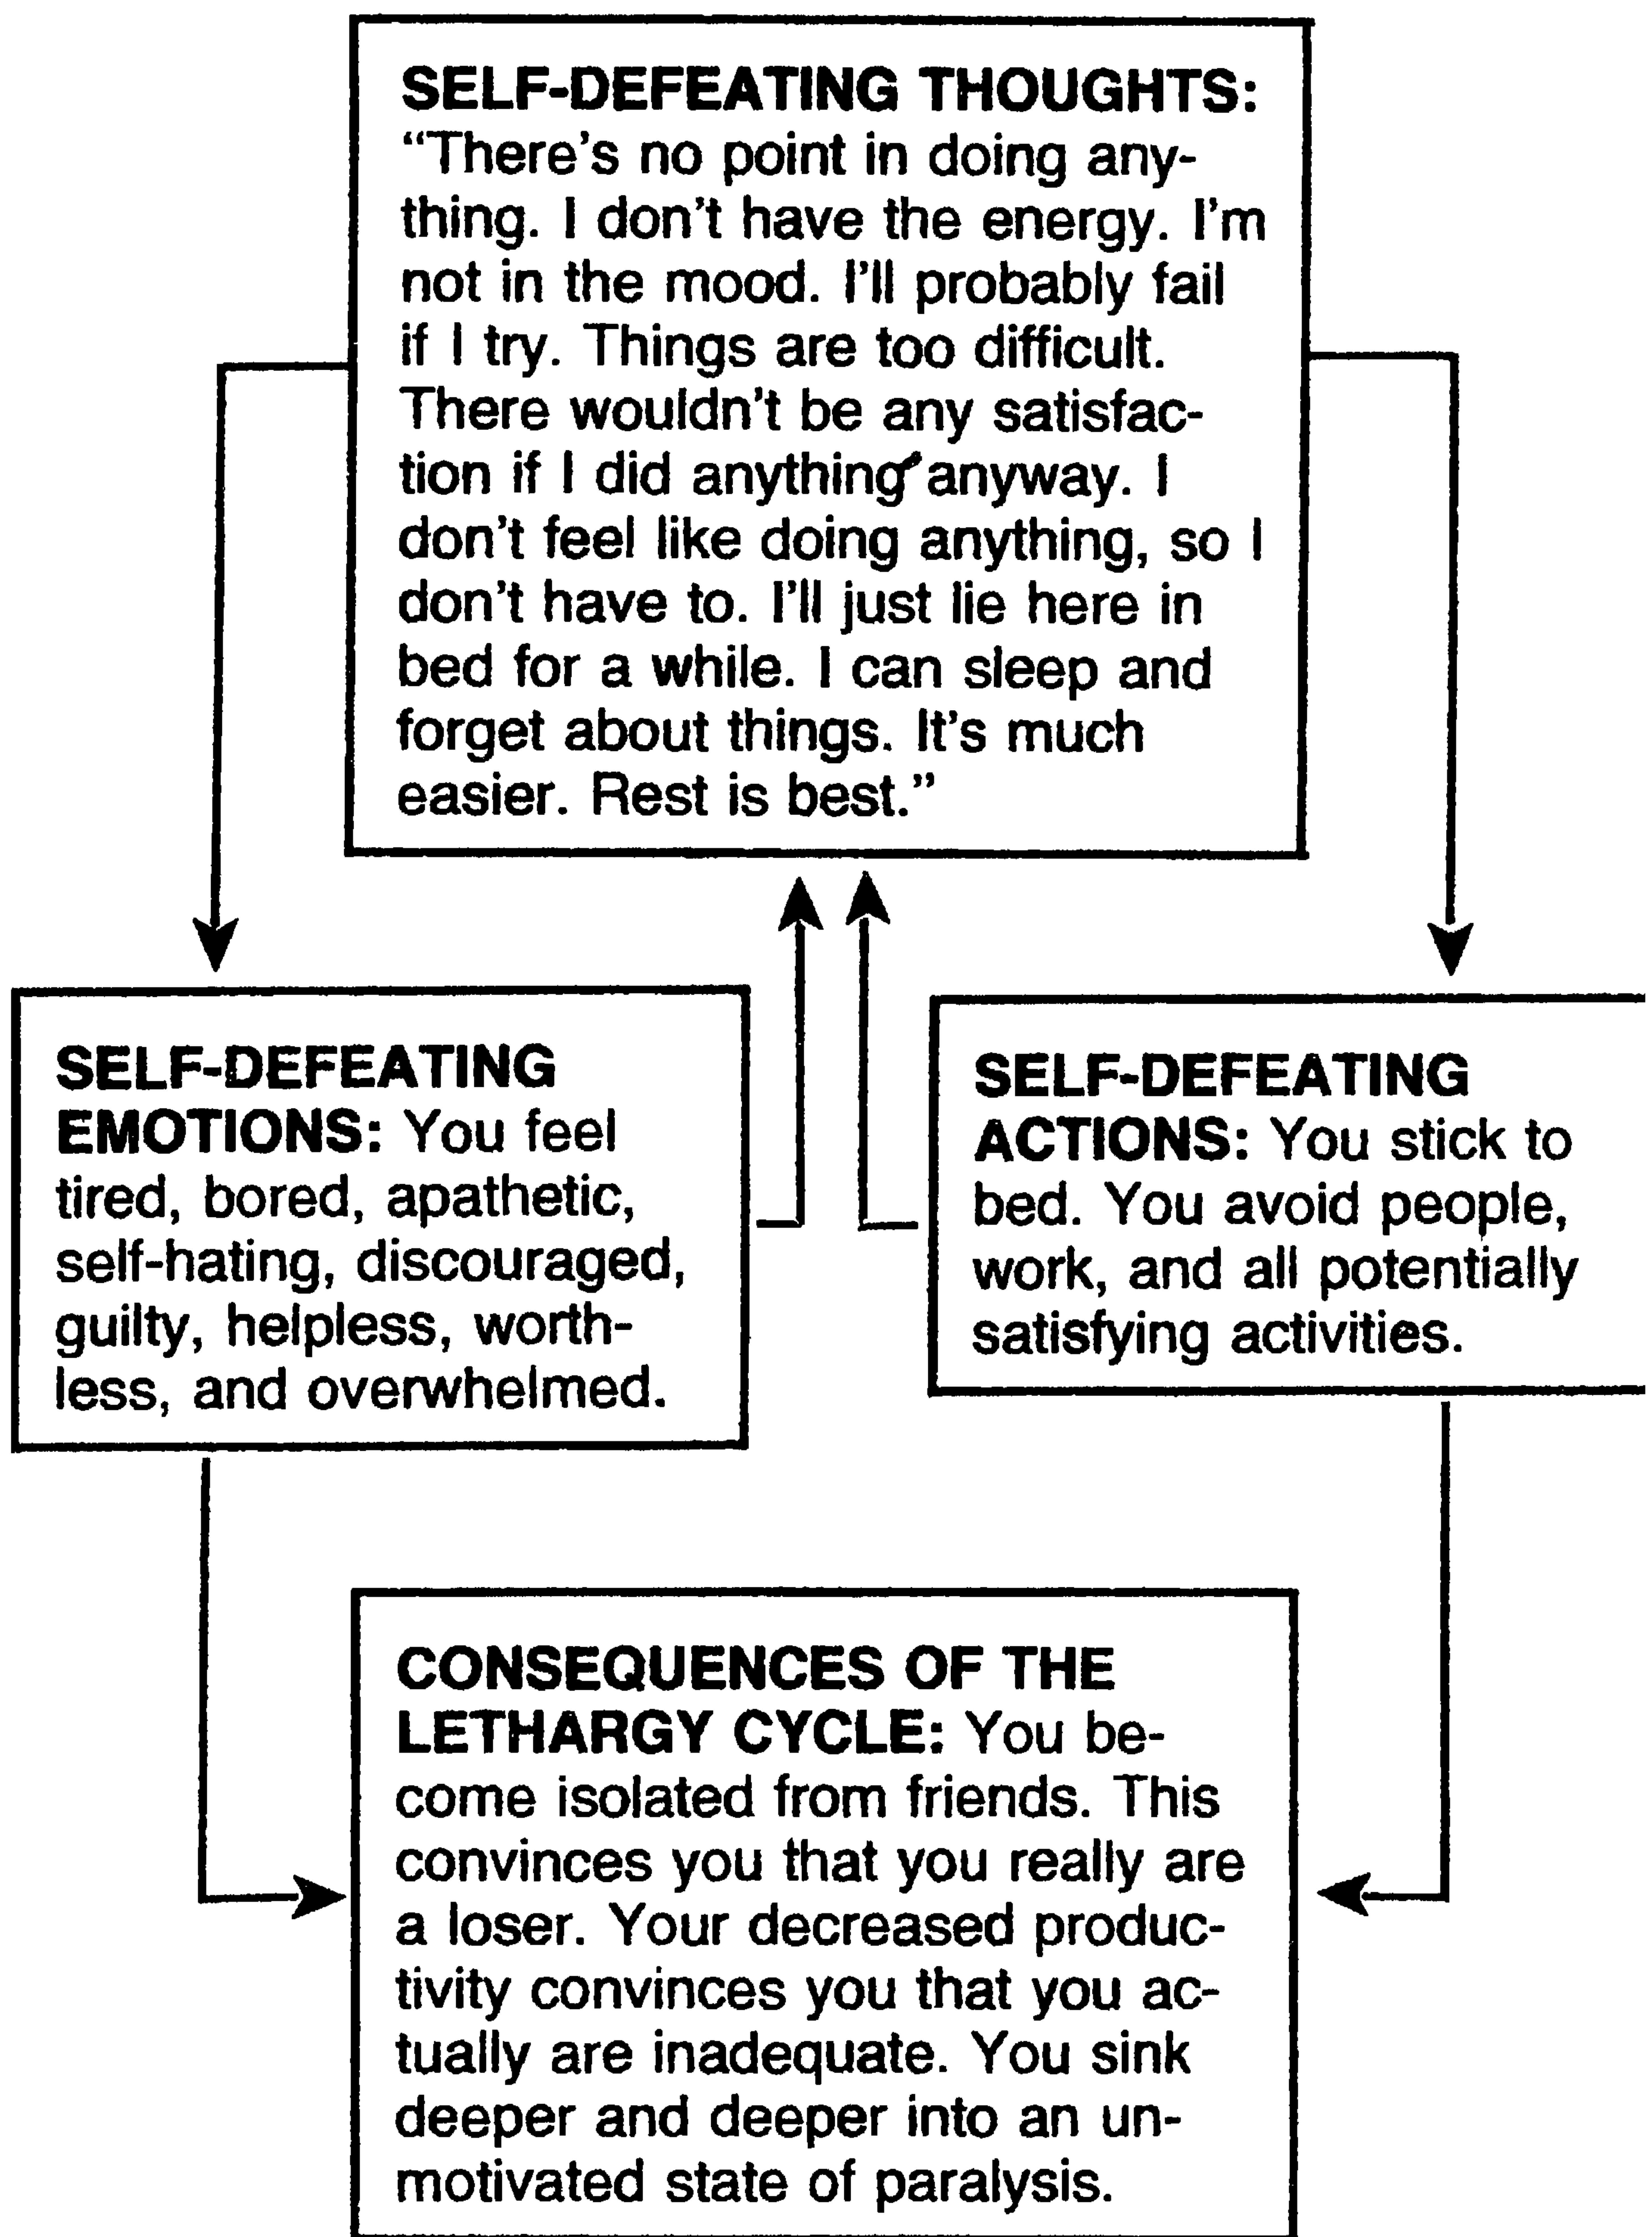 SELF-DEFEATING THOUGHTS:
“There's no point in doing any-
thing. I don't have the energy. I'm
not in the mood. I'll probably fail
if I try. Things are too difficult.
There wouldn't be any satisfac-
tion if I did anything anyway. I
don't feel like doing anything, so I
don't have to. I'll just lie here in
bed for a while. I can sleep and
forget about things. It's much
easier. Rest is best.”
SELF-DEFEATING
EMOTIONS: You feel
tired, bored, apathetic,
self-hating, discouraged,
guilty, helpless, worth-
less, and overwhelmed.
SELF-DEFEATING
ACTIONS: You stick to
bed. You avoid people,
work, and all potentially
satisfying activities.
CONSEQUENCES OF THE
LETHARGY CYCLE: You be-
come isolated from friends. This
convinces you that you really are
a loser. Your decreased produc-
tivity convinces you that you ac-
tually are inadequate. You sink
deeper and deeper into an un-
motivated state of paralysis.